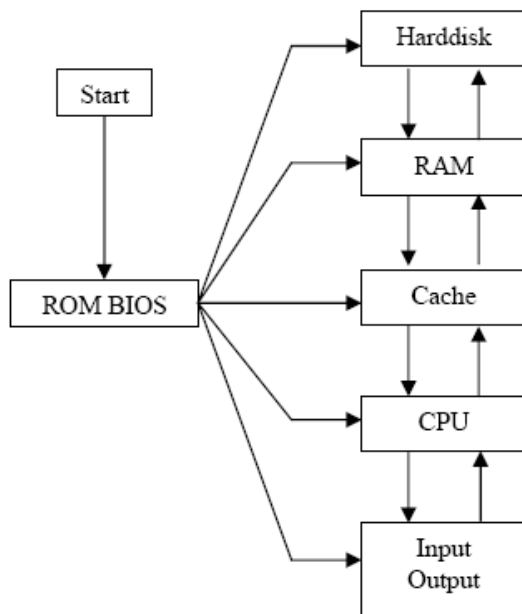 Harddisk
Start
RAM
ROM BIOS
Cache
CPU
Input
Output